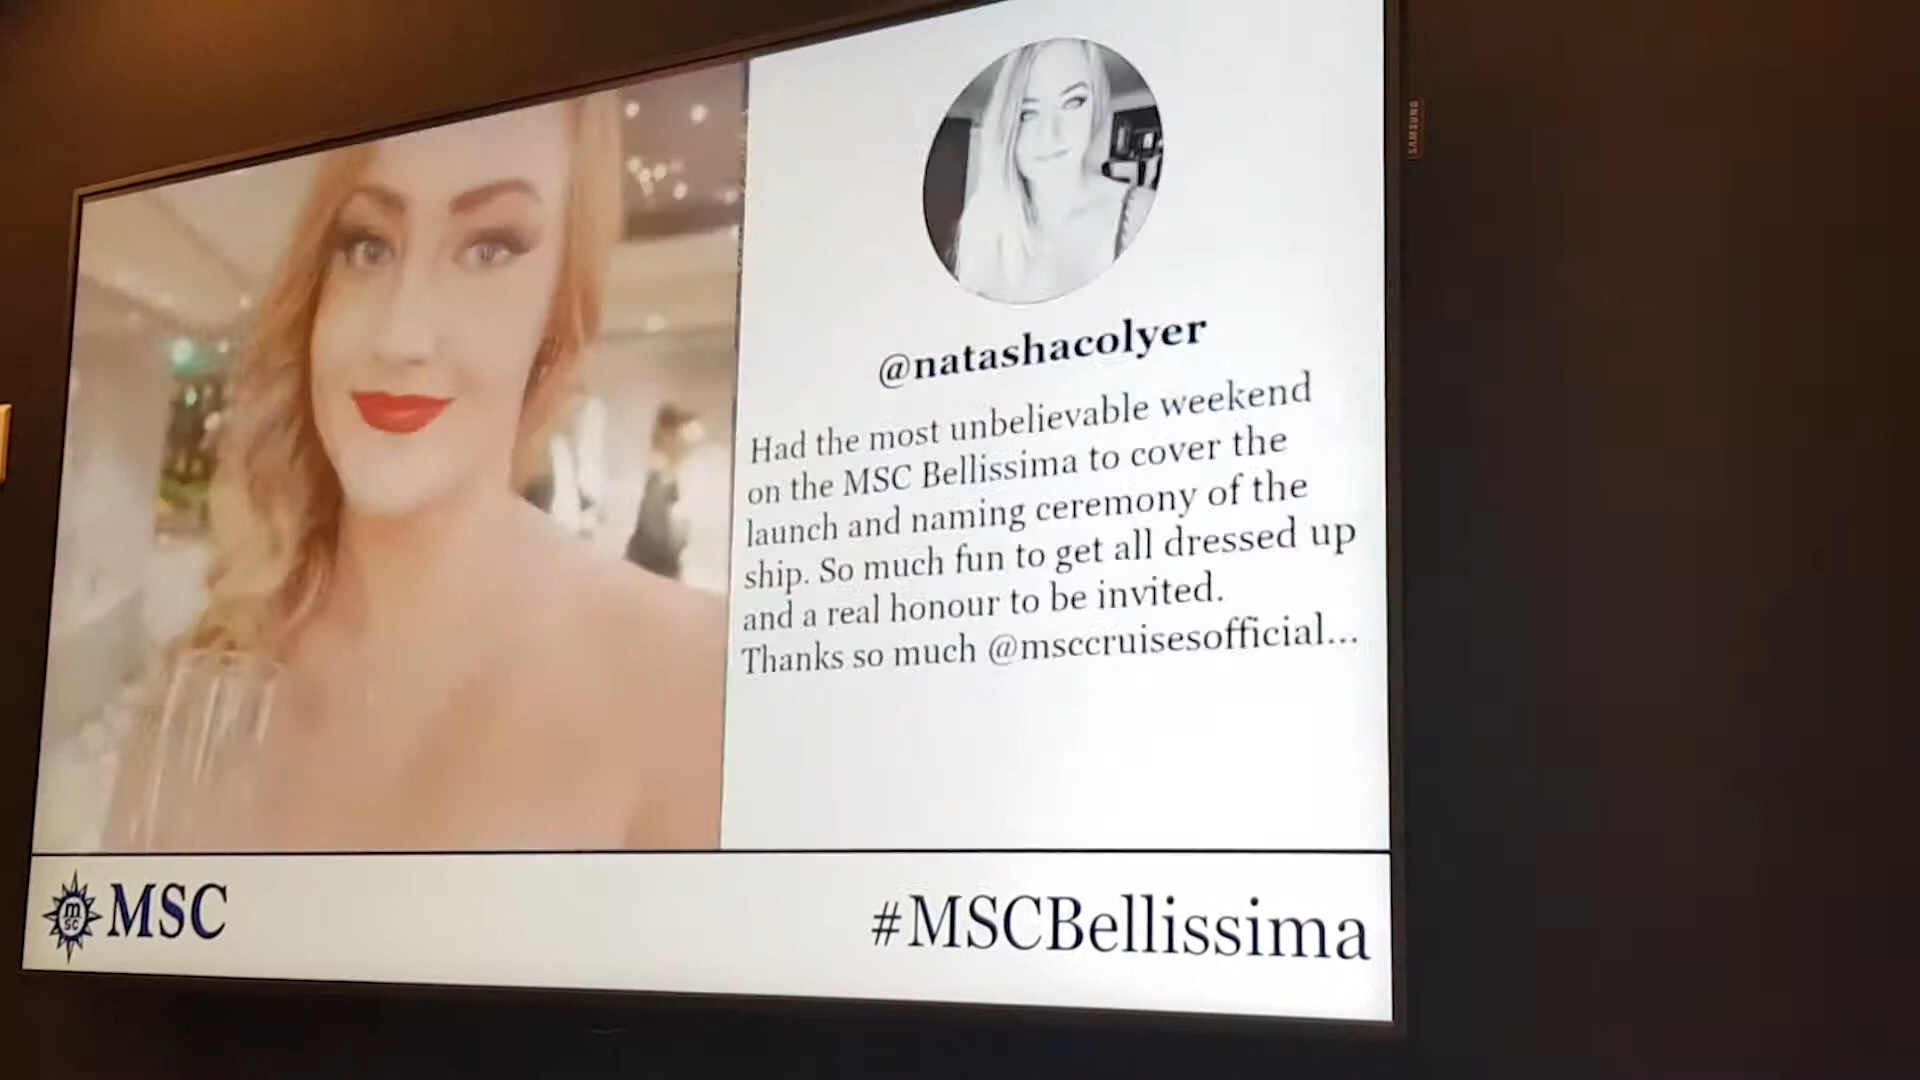 SAMSUNG
@natashacolyer
Had the most unbelievable weekend
on the MSC Bellissima to cover the
launch and naming ceremony of the
ship. So much fun to get all dressed up
and a real honour to be invited.
Thanks so much @msccruisesofficial...
m
SC
MSC
#MSCBellissima